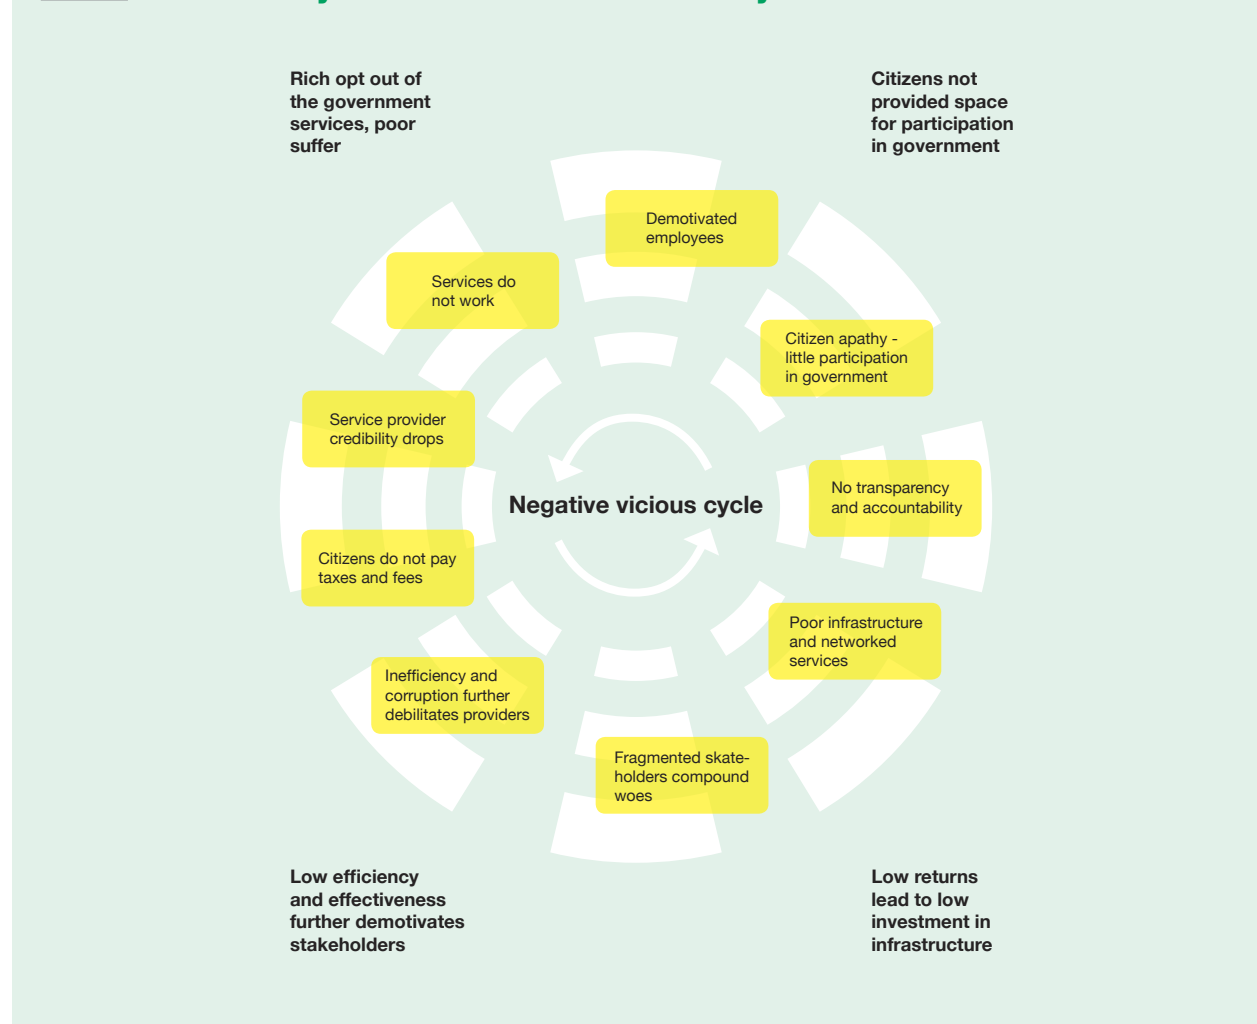 Rich opt out of
the government
services, poor
suffer
Citizens not
provided space
for participation
in government
Demotivated
employees
Services do
not work
Citizen apathy -
little participation
in government
Service provider
credibility drops
No transparency
and accountability
Negative vicious cycle
Citizens do not pay
taxes and fees
Poor infrastructure
and networked
services
Inefficiency and
corruption further
debilitates providers
Fragmented skate-
holders compound
woes
Low efficiency
and effectiveness
further demotivates
stakeholders
Low returns
lead to low
investment in
infrastructure